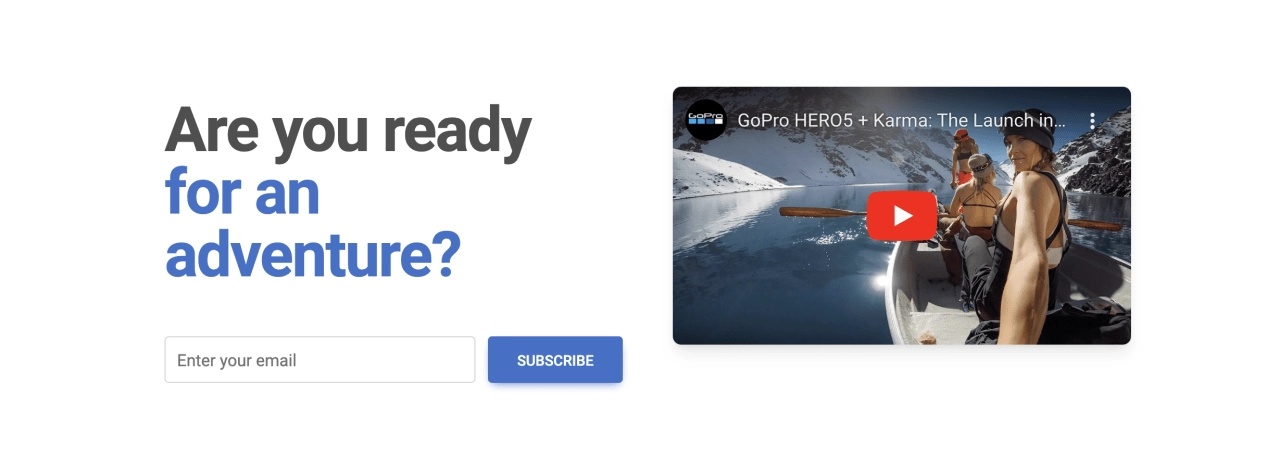 Are you ready
for an
adventure?
Enter your email
SUBSCRIBE
GoPro
GoPro HERO5 + Karma: The Launch in...